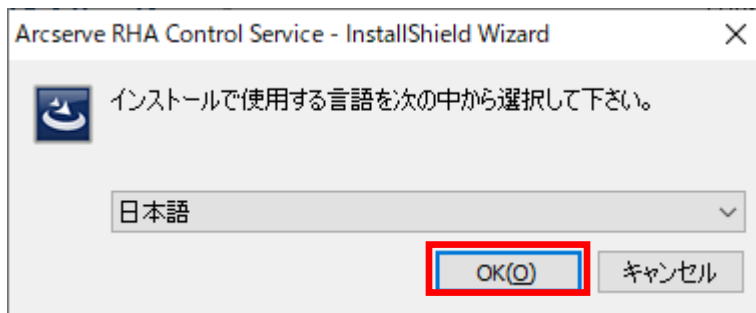 Arcserve RHA Control Service - InstallShield Wizard
インストールで使用する言語を次の中から選択して下さい。
日本語
OK(O)
キャンセル